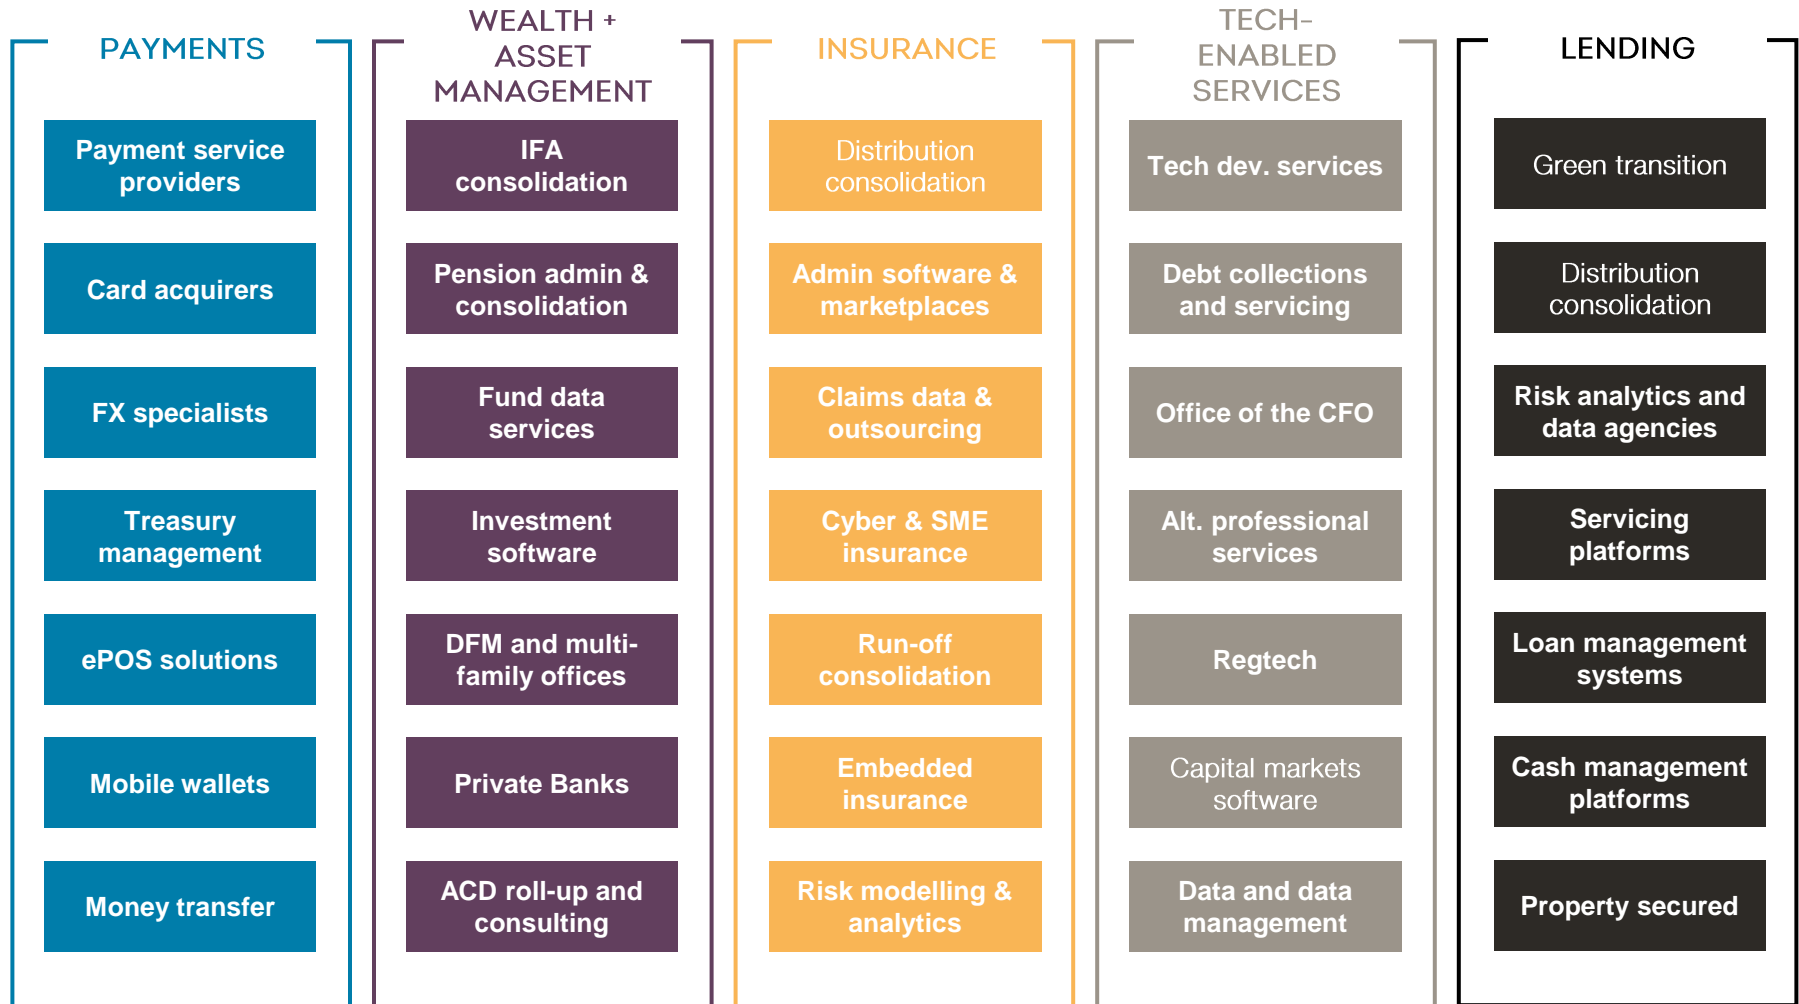 PAYMENTS
Payment service
providers
Card acquirers
FX specialists
Treasury
management
ePOS solutions
Mobile wallets
Money transfer
WEALTH +
ASSET
MANAGEMENT
IFA
consolidation
Pension admin &
consolidation
Fund data
services
Investment
software
DFM and multi-
family offices
Private Banks
ACD roll-up and
consulting
INSURANCE
Distribution
consolidation
Admin software &
marketplaces
Claims data &
outsourcing
Cyber & SME
insurance
Run-off
consolidation
Embedded
insurance
Risk modelling &
analytics
TECH-
ENABLED
SERVICES
Tech dev. services
Debt collections
and servicing
Office of the CFO
Alt. professional
services
Regtech
Capital markets
software
Data and data
management
LENDING
Green transition
Distribution
consolidation
Risk analytics and
data agencies
Servicing
platforms
Loan management
systems
Cash management
platforms
Property secured